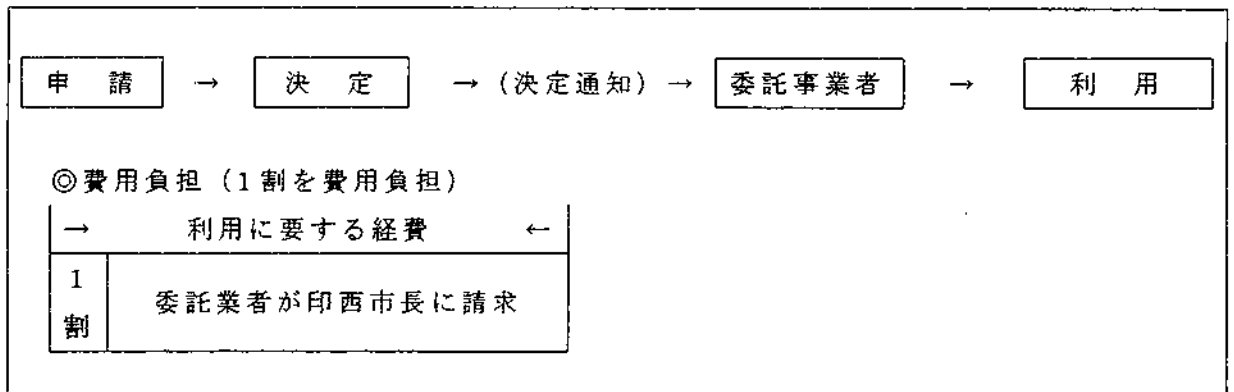 申 請 → 決 定 → (決定通知) → 委託事業者 → 利 用
◎費用負担（1割を費用負担）
→ 利用に要する経費 ←
1
割
委託業者が印西市長に請求